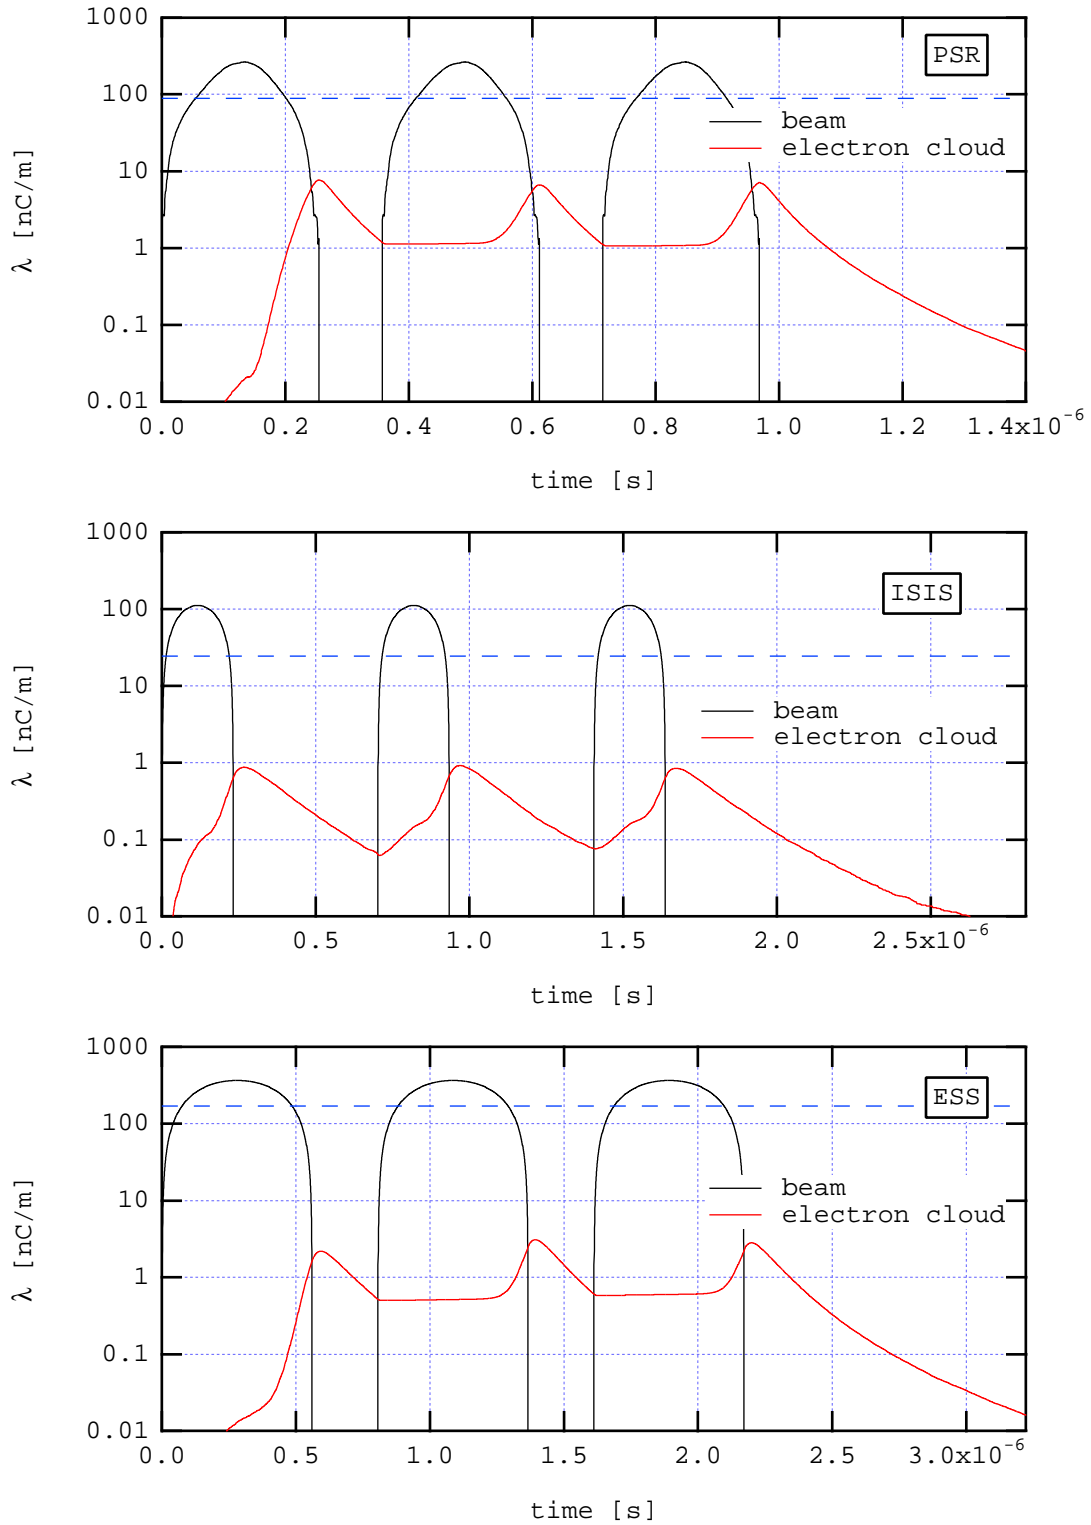 1000
PSR
100
beam
electron cloud
10
1
0.1
0.01
λ [nC/m]
0.0 0.2 0.4 0.6 0.8 1.0 1.2 1.4x10⁻⁶
time [s]
1000
ISIS
100
10
beam
electron cloud
1
0.1
0.01
λ [nC/m]
0.0 0.5 1.0 1.5 2.0 2.5x10⁻⁶
time [s]
1000
ESS
100
10
beam
electron cloud
1
0.1
0.01
λ [nC/m]
0.0 0.5 1.0 1.5 2.0 2.5 3.0x10⁻⁶
time [s]